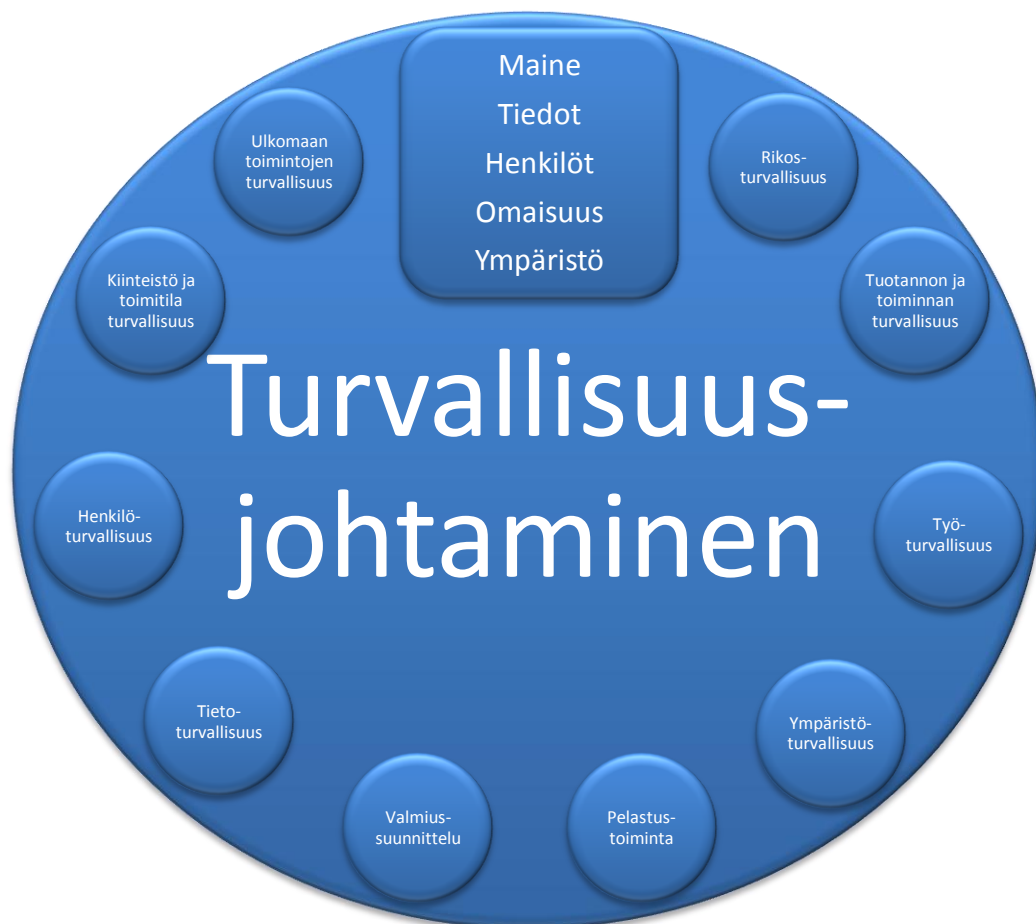 Maine
Tiedot
Henkilöt
Omaisuus
Ympäristö
Rikos-
turvallisuus
Tuotannon ja
toiminnan
turvallisuus
Työ-
turvallisuus
Ympäristö-
turvallisuus
Pelastus-
toiminta
Valmius-
suunnittelu
Tieto-
turvallisuus
Henkilö-
turvallisuus
Kiinteistö ja
toimitila
turvallisuus
Ulkomaan
toimintojen
turvallisuus
Turvallisuus-
johtaminen